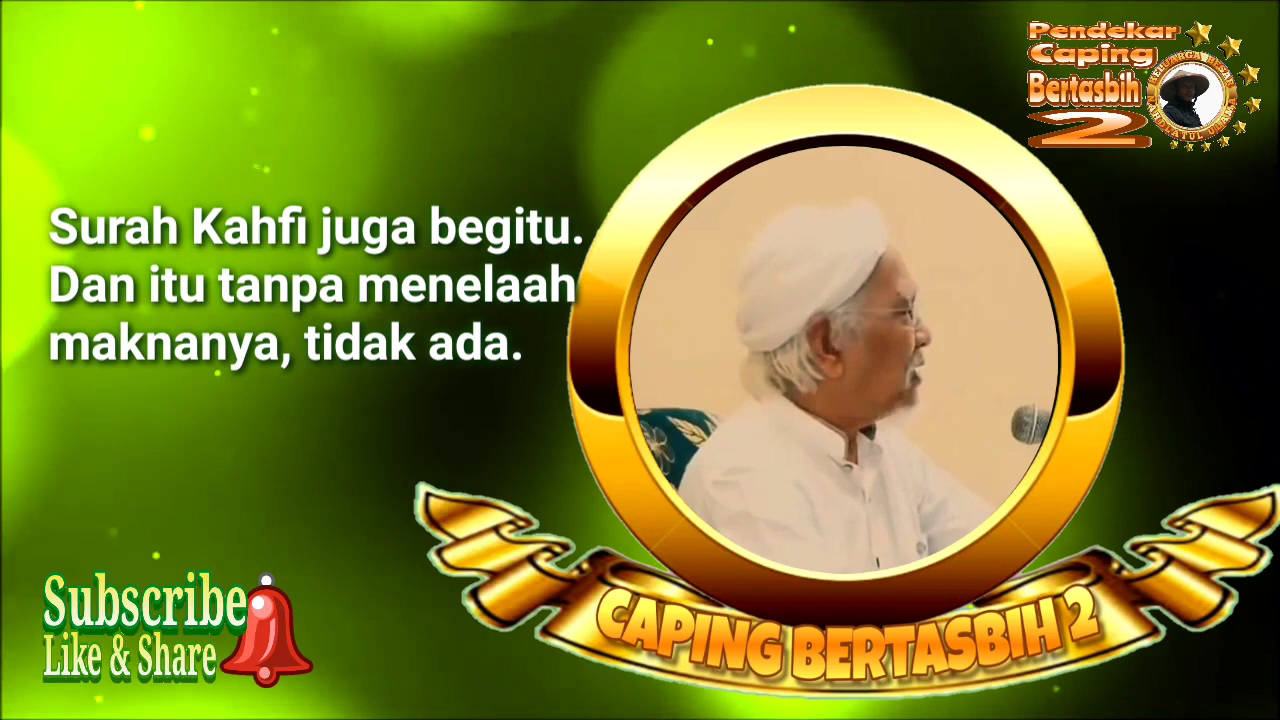 Pendekar
Caping
Bertasbih
2
Surah Kahfi juga begitu.
Dan itu tanpa menelaah
maknanya, tidak ada.
Subscribe
Like & Share
CAPING BERTASBIH 2